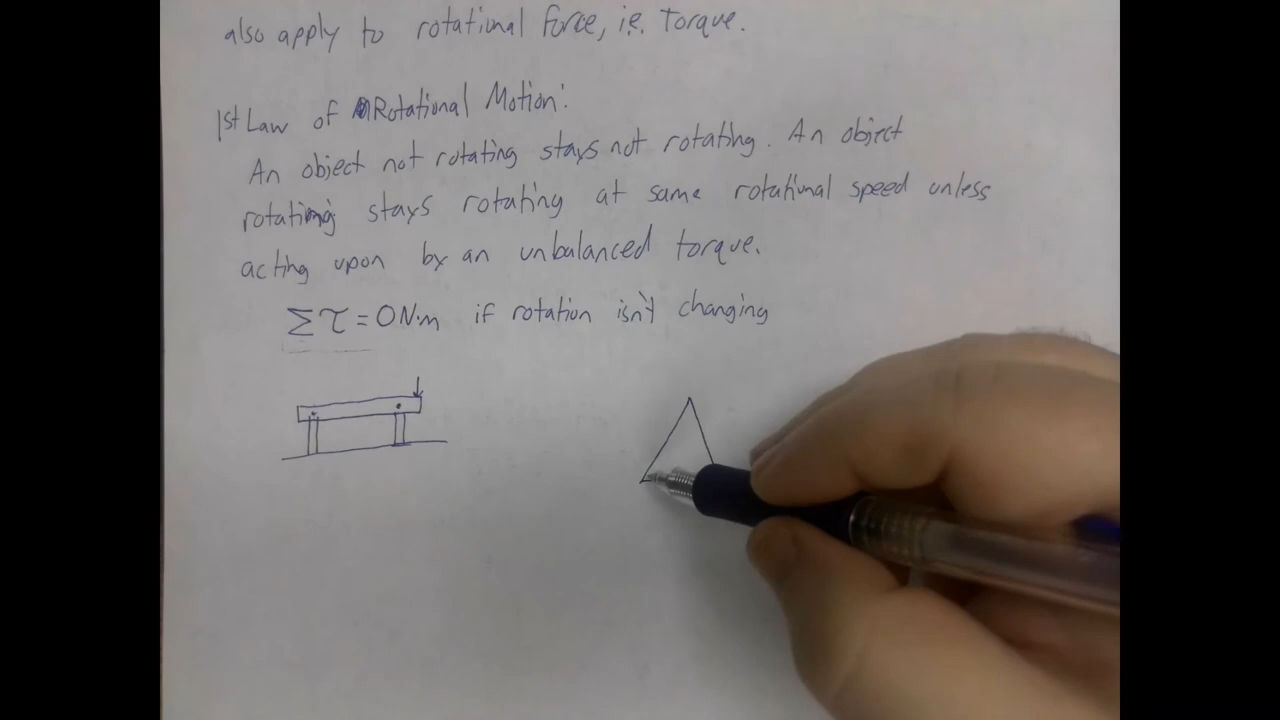 also apply to rotational force, i.e. Torque.
1st Law of Rotational Motion:
An object not rotating stays not rotating. An object
rotating stays rotating at same rotational speed unless
acting upon by an unbalanced torque.
Στ = 0 N·m if rotation isn't changing